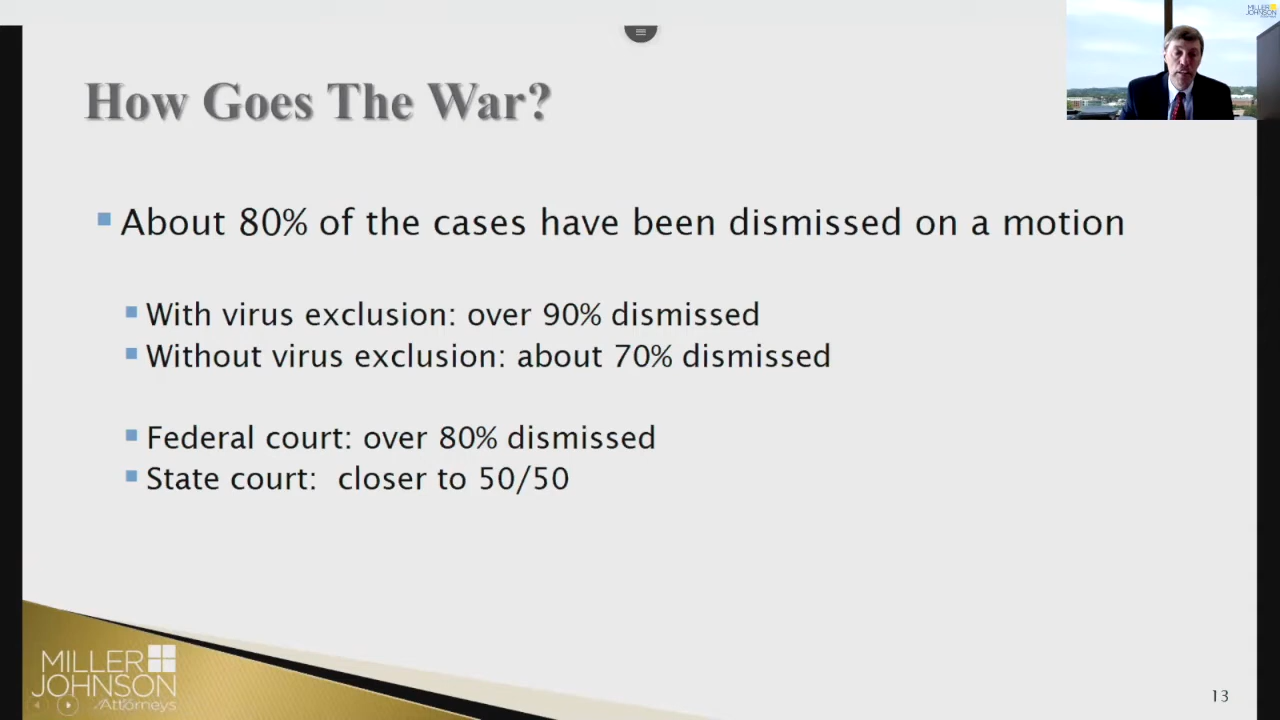 MILLER
JOHNSON
How Goes The War?
About 80% of the cases have been dismissed on a motion
With virus exclusion: over 90% dismissed
Without virus exclusion: about 70% dismissed
Federal court: over 80% dismissed
State court: closer to 50/50
MILLER
JOHNSON
Attorneys
13